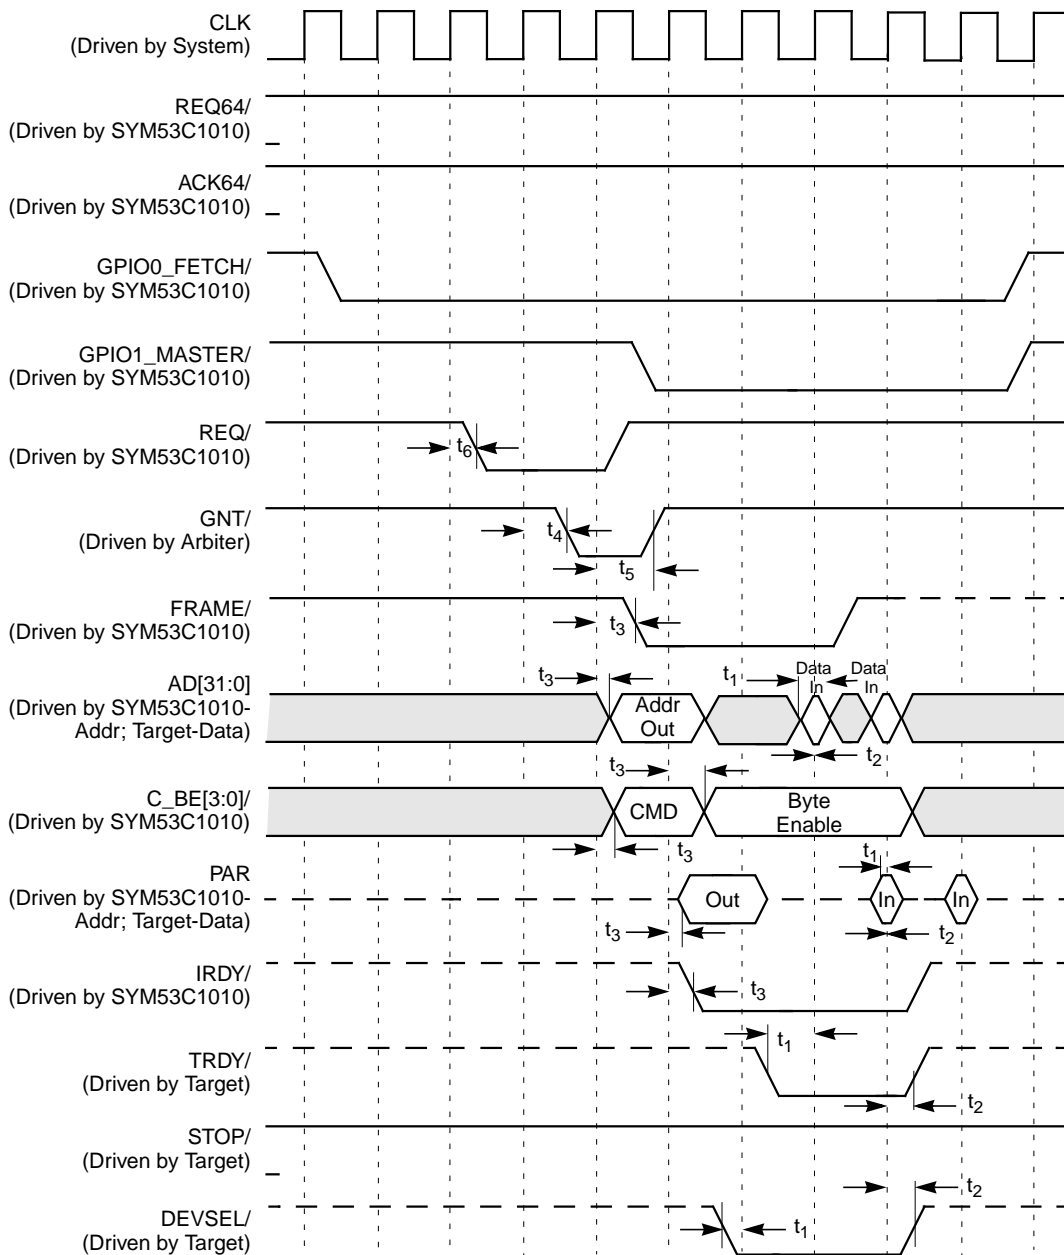 CLK
(Driven by System)
REQ64/
(Driven by SYM53C1010)
ACK64/
(Driven by SYM53C1010)
GPIO0_FETCH/
(Driven by SYM53C1010)
GPIO1_MASTER/
(Driven by SYM53C1010)
REQ/
(Driven by SYM53C1010)
t6
GNT/
(Driven by Arbiter)
t4
t5
FRAME/
(Driven by SYM53C1010)
t3
AD[31:0]
(Driven by SYM53C1010-
Addr; Target-Data)
t3
Addr
Out
t1
Data
In
Data
In
t2
C_BE[3:0]/
(Driven by SYM53C1010)
t3
CMD
Byte
Enable
t3
PAR
(Driven by SYM53C1010-
Addr; Target-Data)
Out
t1
In
In
t3
t2
IRDY/
(Driven by SYM53C1010)
t3
TRDY/
(Driven by Target)
t1
t2
STOP/
(Driven by Target)
DEVSEL/
(Driven by Target)
t1
t2